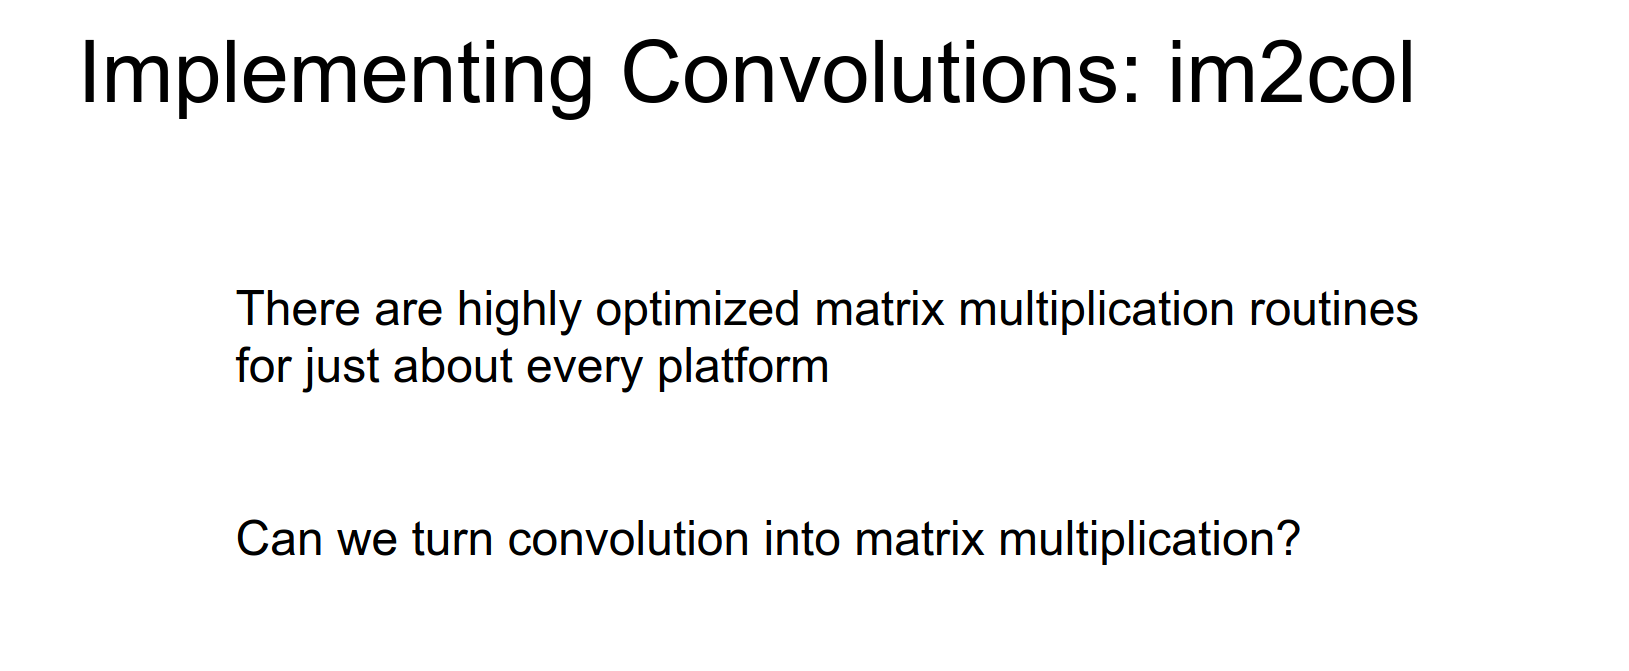 Implementing Convolutions: im2col
There are highly optimized matrix multiplication routines
for just about every platform
Can we turn convolution into matrix multiplication?